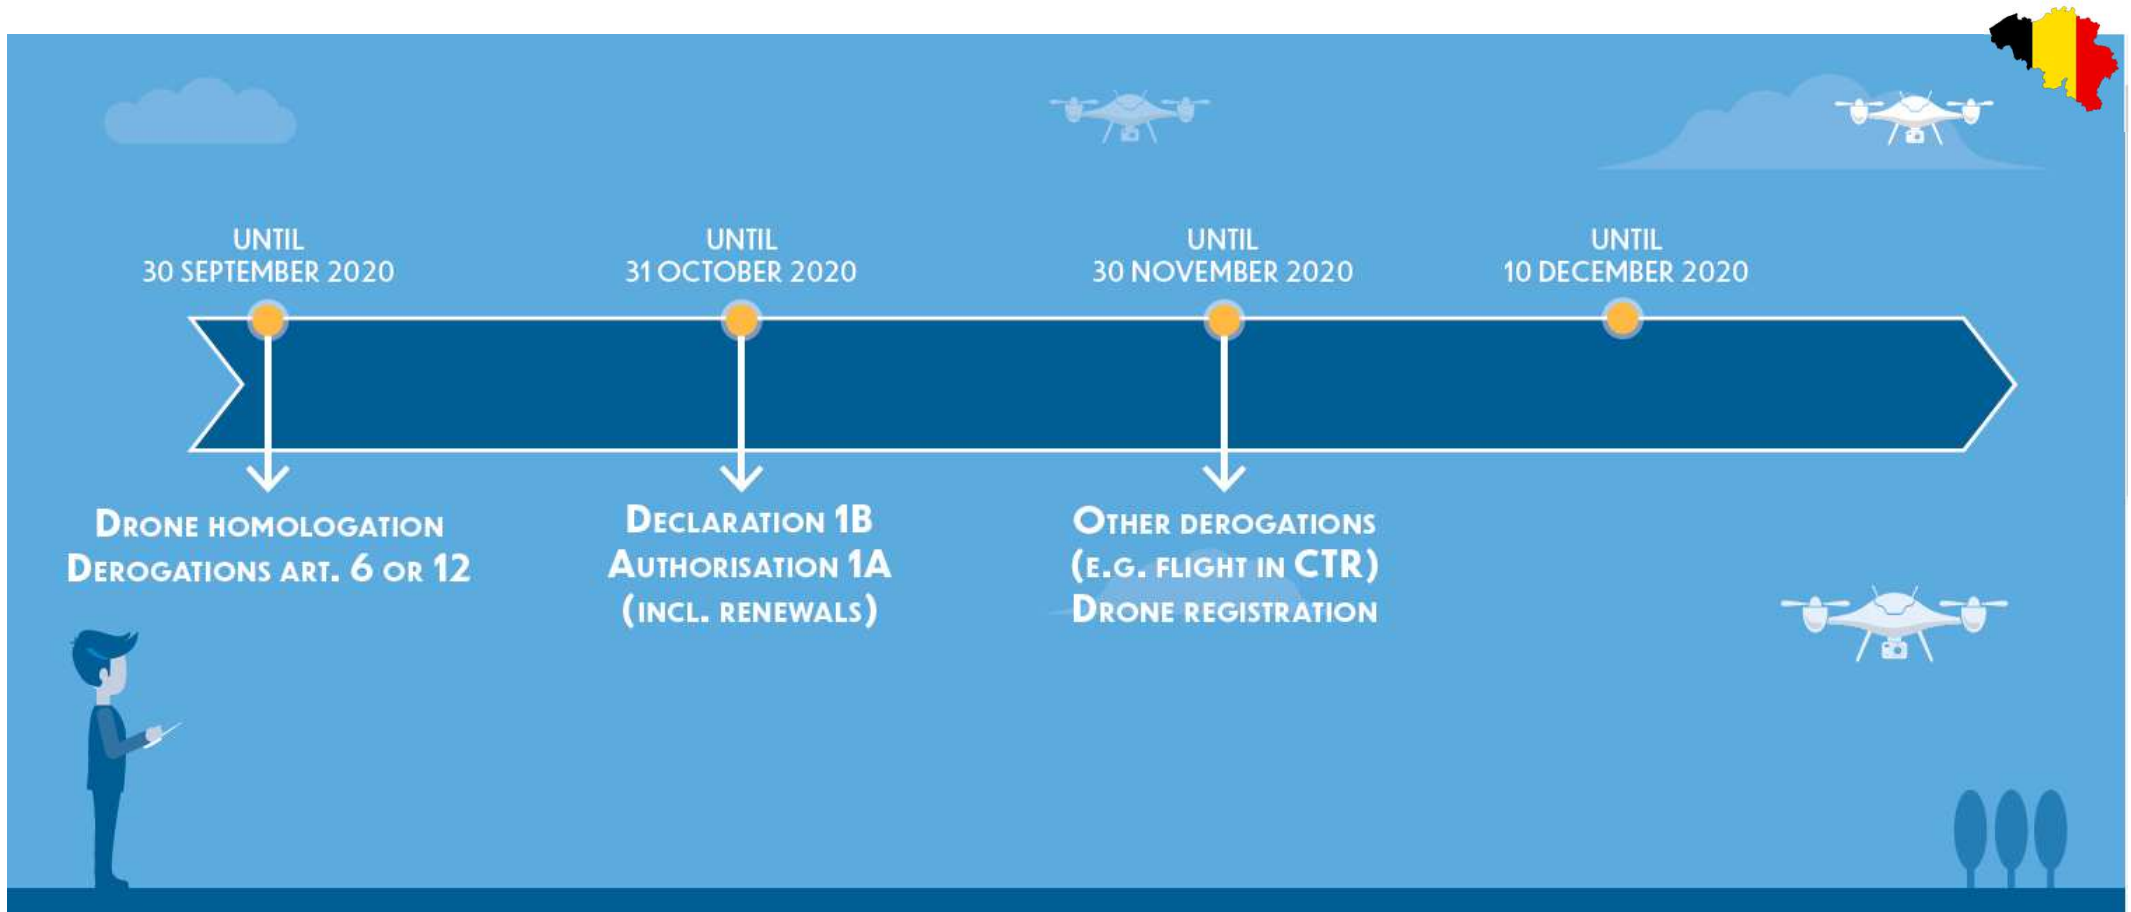 UNTIL
30 SEPTEMBER 2020
UNTIL
31 OCTOBER 2020
UNTIL
30 NOVEMBER 2020
UNTIL
10 DECEMBER 2020
DRONE HOMOLOGATION
DEROGATIONS ART. 6 OR 12
DECLARATION 1B
AUTHORISATION 1A
(INCL. RENEWALS)
OTHER DEROGATIONS
(E.G. FLIGHT IN CTR)
DRONE REGISTRATION